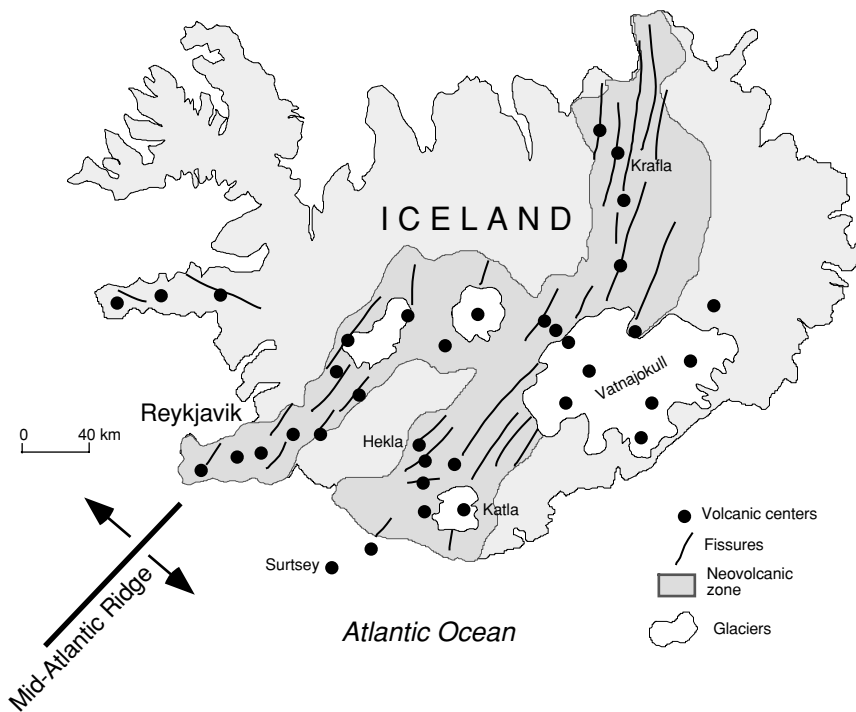 Krafla
ICELAND
Vatnajokull
Reykjavik
0 40 km
Hekla
Katla
Surtsey
Mid-Atlantic Ridge
Atlantic Ocean
Volcanic centers
Fissures
Neovolcanic
zone
Glaciers